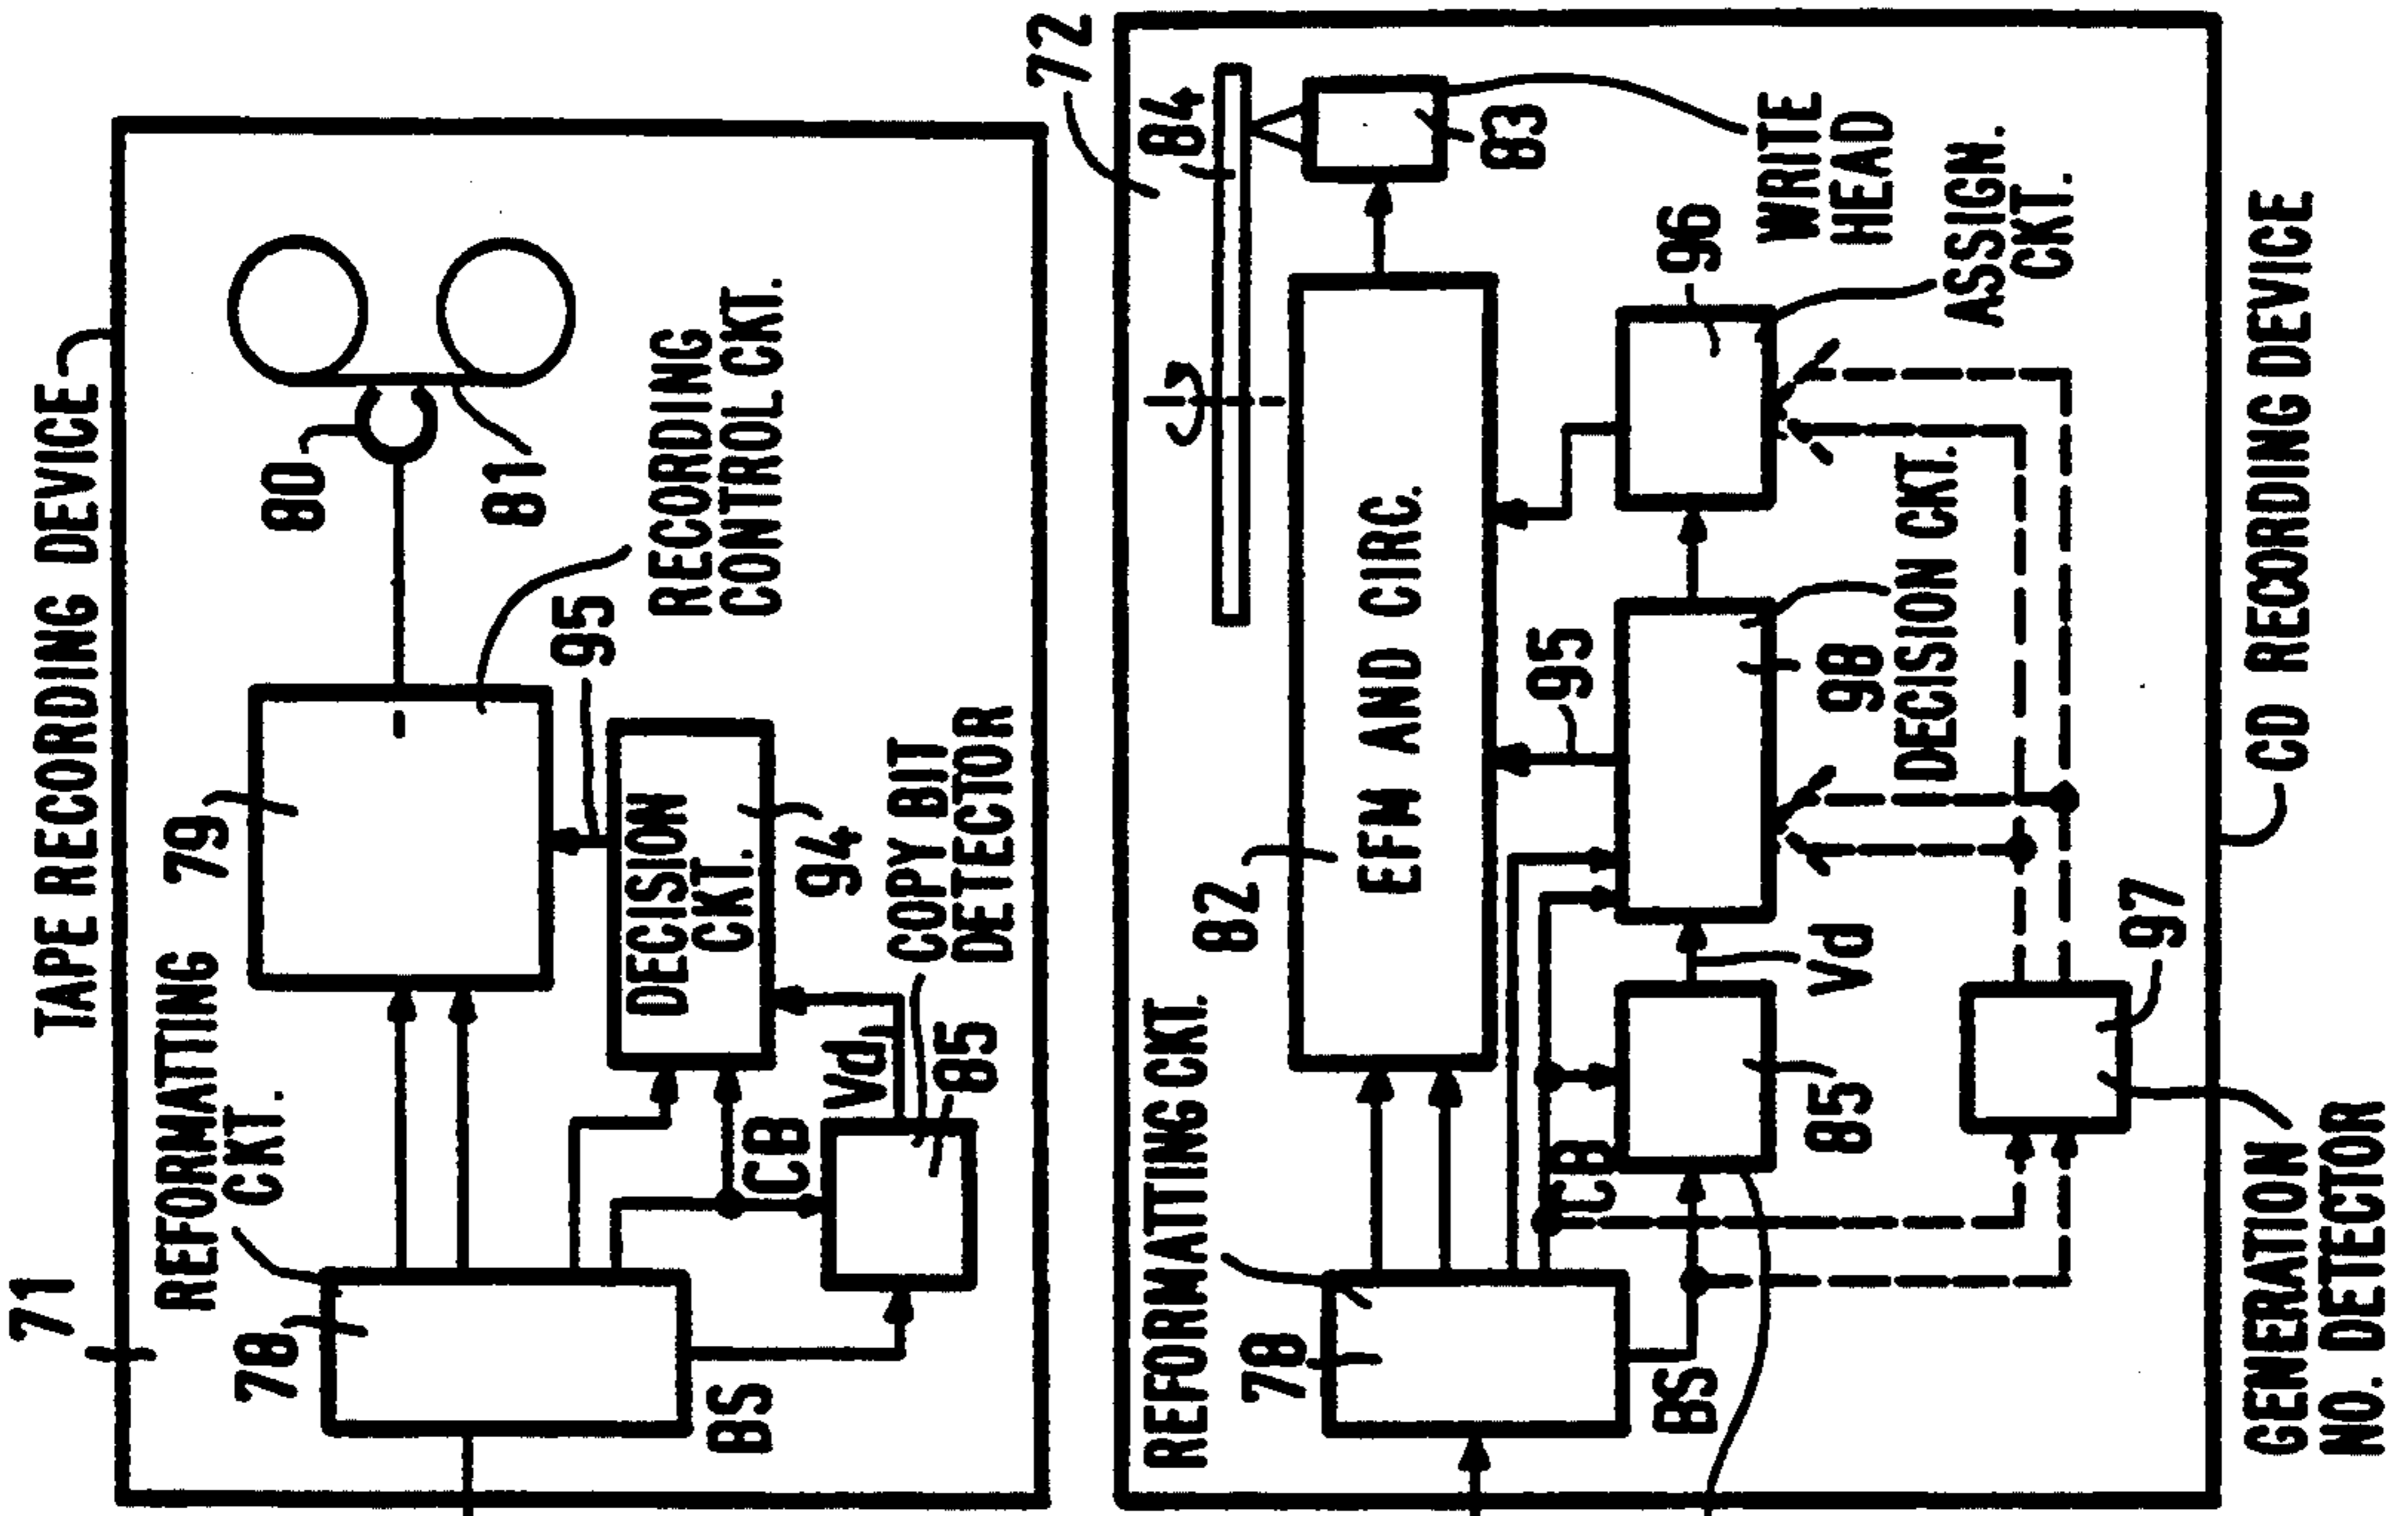 TAPE RECORDING DEVICE
71
REFORMATTING
CKT.
78
79
80
81
RECORDING
CONTROL CKT.
95
DECISION
CKT.
94
COPY BIT
DETECTOR
Vd
85
CB
BS
72
84
83
WRITE
HEAD
96
ASSIGN.
CKT.
EFM AND CIRC.
82
95
98
DECISION CKT.
REFORMATTING CKT.
78
CB
BS
85
Vd
97
GENERATION
NO. DETECTOR
CD RECORDING DEVICE